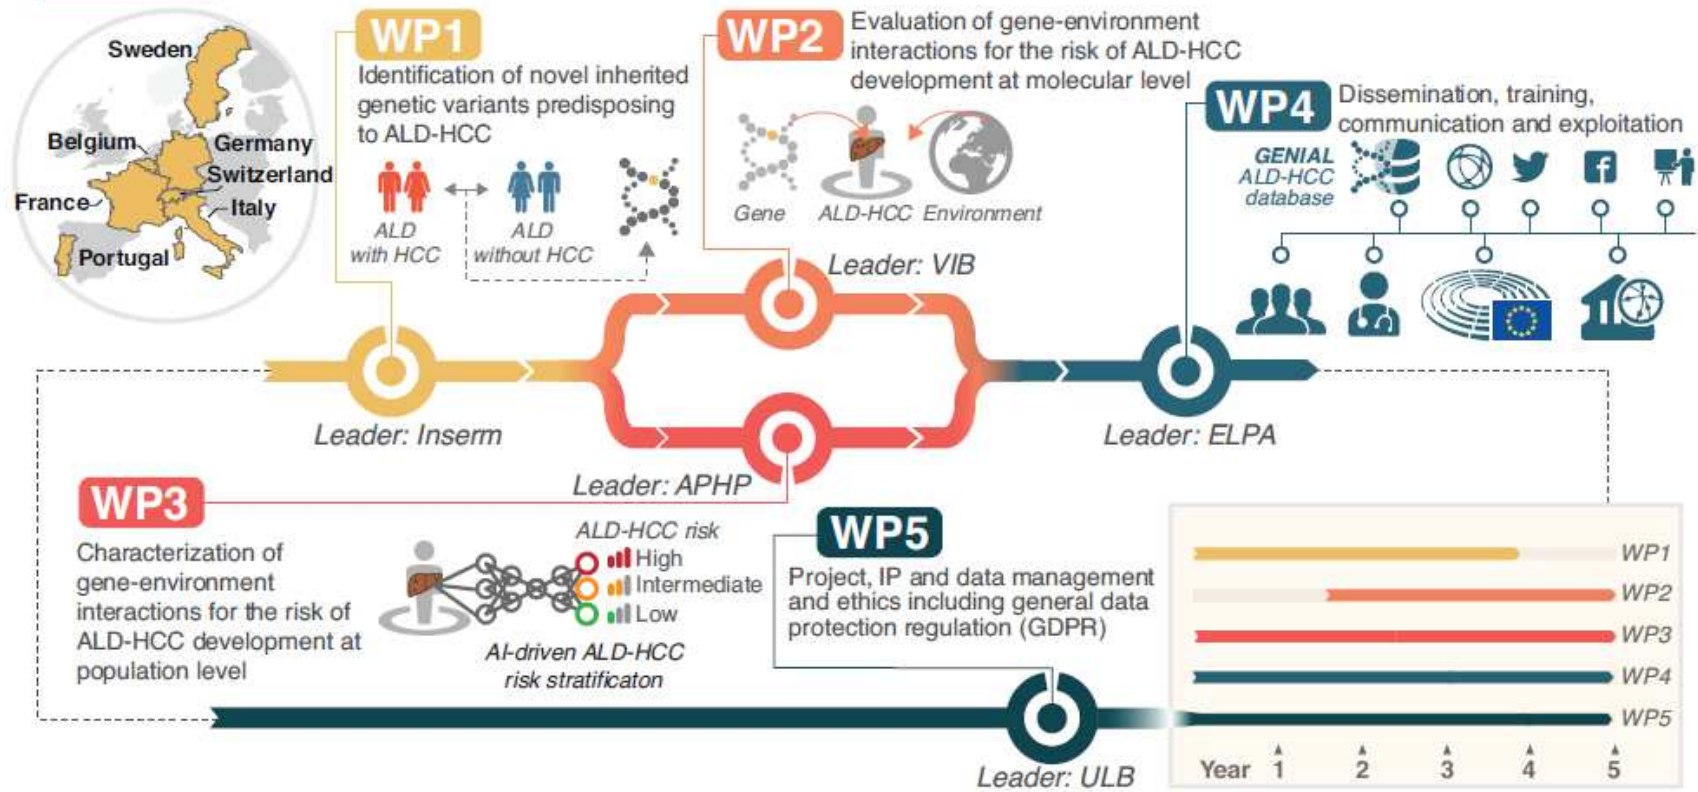 Sweden
Belgium
Germany
Switzerland
France
Italy
Portugal
WP1
Identification of novel inherited
genetic variants predisposing
to ALD-HCC
ALD
with HCC
ALD
without HCC
WP2
Evaluation of gene-environment
interactions for the risk of ALD-HCC
development at molecular level
Gene
ALD-HCC
Environment
Leader: VIB
WP4
Dissemination, training,
communication and exploitation
GENIAL
ALD-HCC
database
Leader: Inserm
Leader: ELPA
Leader: APHP
WP3
Characterization of
gene-environment
interactions for the risk of
ALD-HCC development at
population level
ALD-HCC risk
High
Intermediate
Low
AI-driven ALD-HCC
risk stratificaton
WP5
Project, IP and data management
and ethics including general data
protection regulation (GDPR)
Leader: ULB
WP1
WP2
WP3
WP4
WP5
Year 1 2 3 4 5